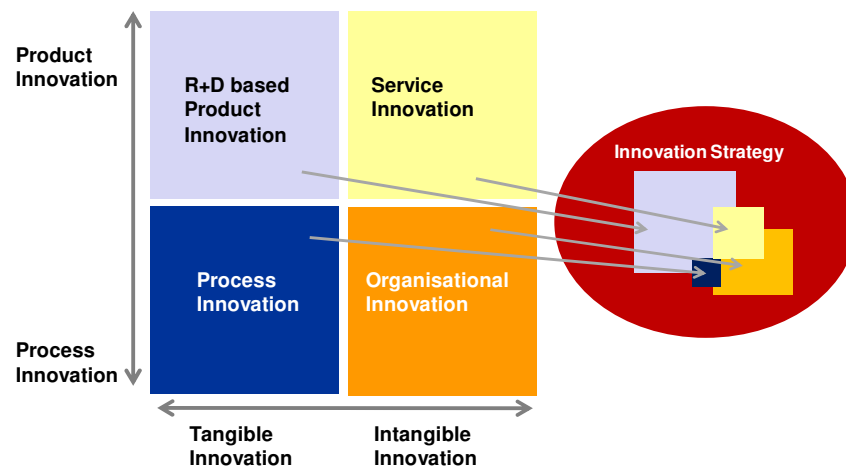 Product
Innovation
R+D based
Product
Innovation
Service
Innovation
Innovation Strategy
Process
Innovation
Organisational
Innovation
Process
Innovation
Tangible
Innovation
Intangible
Innovation